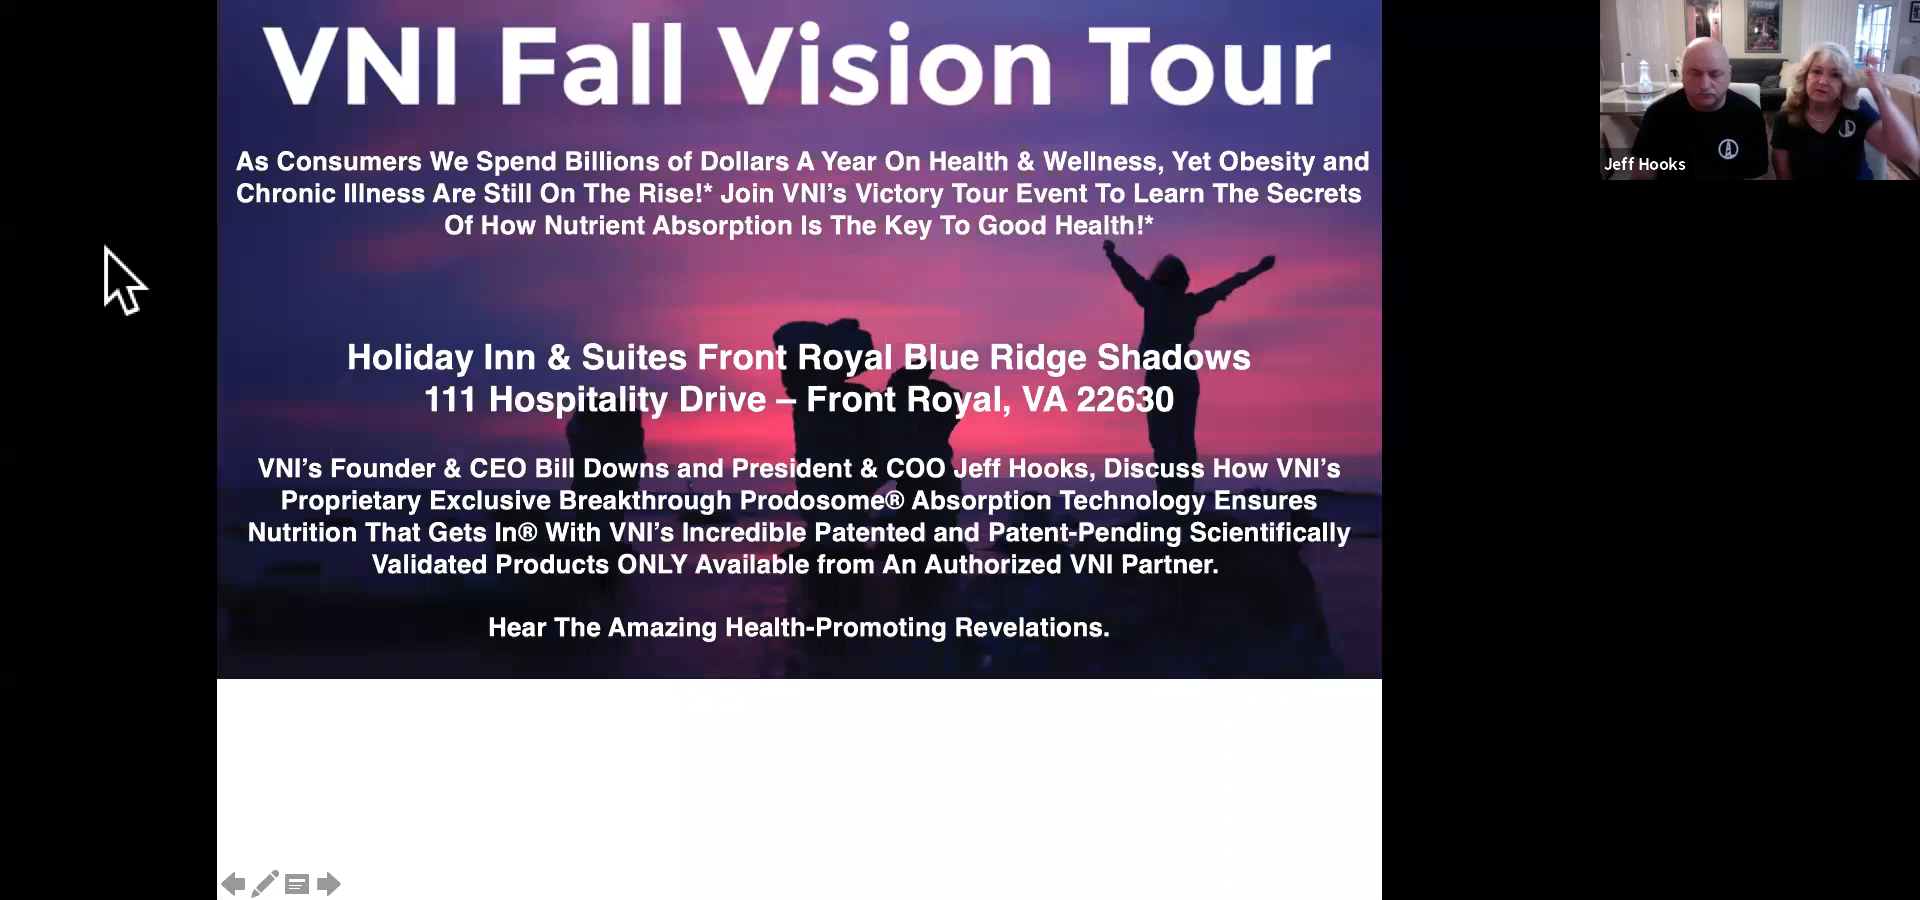 VNI Fall Vision Tour
As Consumers We Spend Billions of Dollars A Year On Health & Wellness, Yet Obesity and
Chronic Illness Are Still On The Rise!* Join VNI's Victory Tour Event To Learn The Secrets
Of How Nutrient Absorption Is The Key To Good Health!*
Holiday Inn & Suites Front Royal Blue Ridge Shadows
111 Hospitality Drive – Front Royal, VA 22630
VNI's Founder & CEO Bill Downs and President & COO Jeff Hooks, Discuss How VNI's
Proprietary Exclusive Breakthrough Prodosome® Absorption Technology Ensures
Nutrition That Gets In® With VNI's Incredible Patented and Patent-Pending Scientifically
Validated Products ONLY Available from An Authorized VNI Partner.
Hear The Amazing Health-Promoting Revelations.
Jeff Hooks